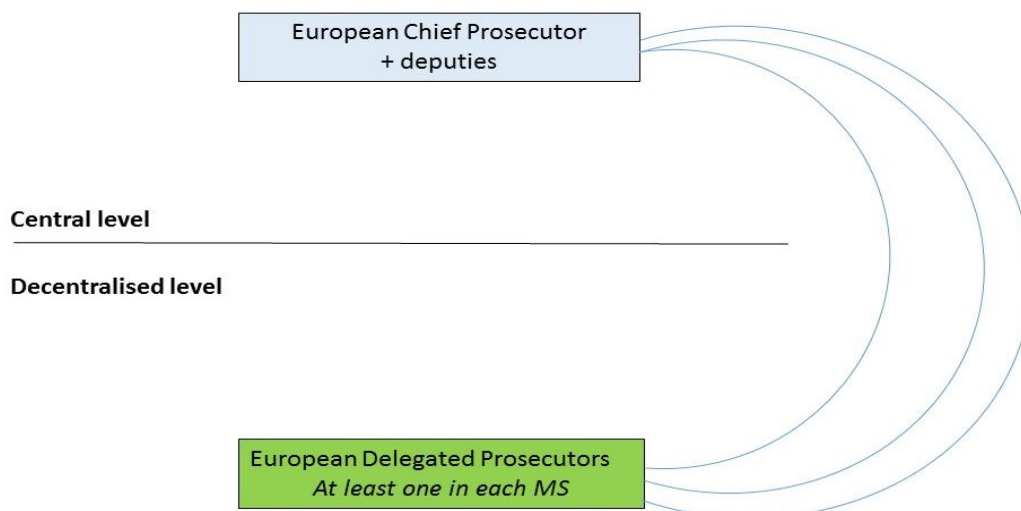 European Chief Prosecutor
+ deputies
Central level
Decentralised level
European Delegated Prosecutors
At least one in each MS